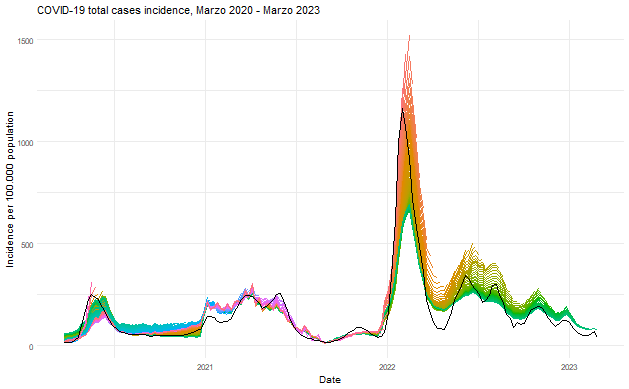 COVID-19 total cases incidence, Marzo 2020 - Marzo 2023
Incidence per 100.000 population
1500
1000
500
0
2021
2022
2023
Date